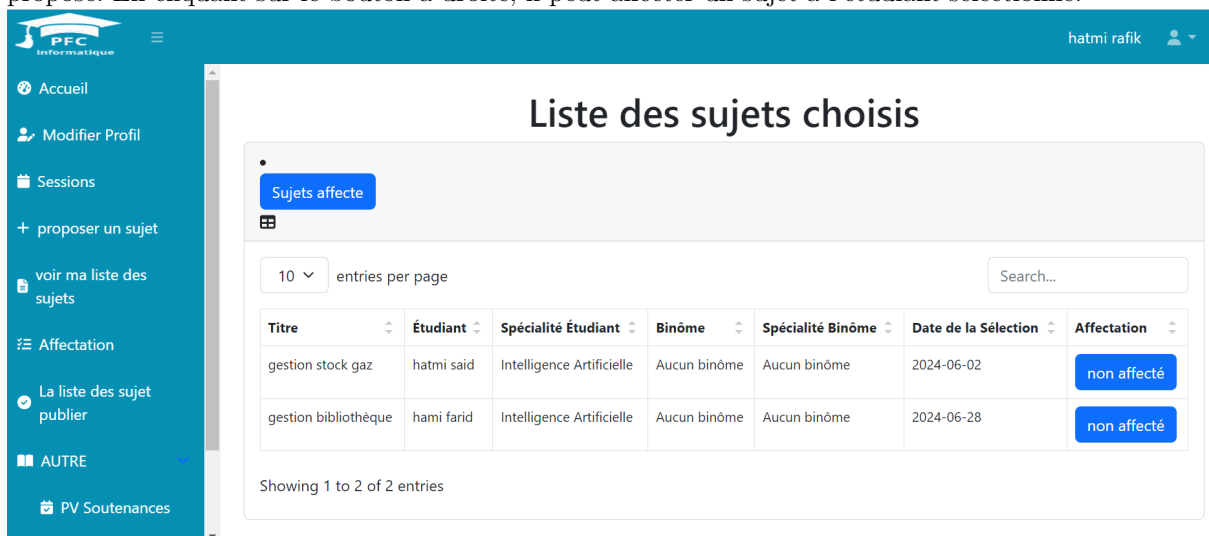 proposé. En cliquant sur le bouton à droite, il peut affecter un sujet à l'étudiant sélectionné.
PFC
Informatique
hatmi rafik
Accueil
Modifier Profil
Sessions
+ proposer un sujet
voir ma liste des
sujets
Affectation
La liste des sujet
publier
AUTRE
PV Soutenances
Liste des sujets choisis
Sujets affecte
10 entries per page
Search...
Titre Étudiant Spécialité Étudiant Binôme Spécialité Binôme Date de la Sélection Affectation
gestion stock gaz hatmi said Intelligence Artificielle Aucun binôme Aucun binôme 2024-06-02 non affecté
gestion bibliothèque hami farid Intelligence Artificielle Aucun binôme Aucun binôme 2024-06-28 non affecté
Showing 1 to 2 of 2 entries